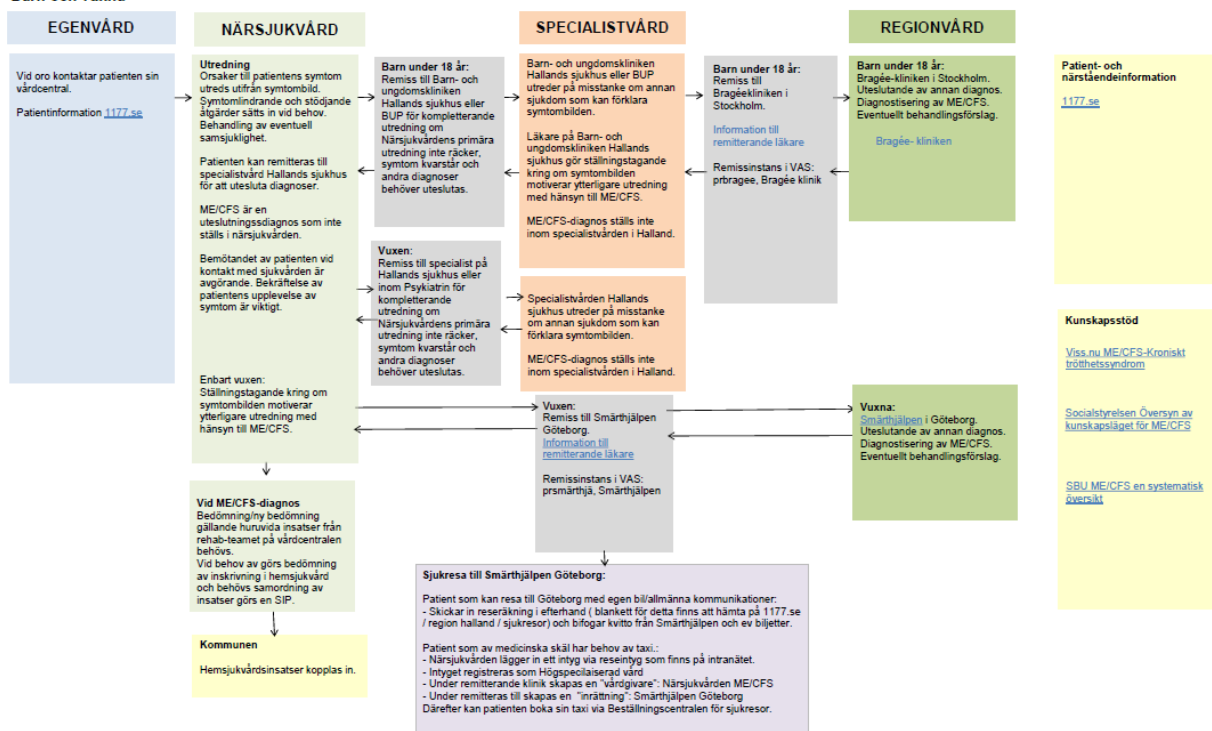 EGENVÅRD
Vid oro kontaktar patienten sin
vårdcentral.
Patientinformation 1177.se
NÄRSJUKVÅRD
Utredning
Orsaker till patientens symtom
utreds utifrån symtombild.
Symtomlindrande och stödjande
åtgärder sätts in vid behov.
Behandling av eventuell
samsjuklighet.
Patienten kan remitteras till
specialistvård Hallands sjukhus
för att utesluta diagnoser.
ME/CFS är en
uteslutningssdiagnos som inte
ställs i närsjukvården.
Bemötandet av patienten vid
kontakt med sjukvården är
avgörande. Bekräftelse av
patientens upplevelse av
symtom är viktigt.
Enbart vuxen:
Ställningstagande kring om
symtombilden motiverar
ytterligare utredning med
hänsyn till ME/CFS.
Vid ME/CFS-diagnos
Bedömning/ny bedömning
gällande huruvida insatser från
rehab-teamet på vårdcentralen
behövs.
Vid behov av görs bedömning
av inskrivning i hemsjukvård
och behövs samordning av
insatser görs en SIP.
Kommunen
Hemsjukvårdsinsatser kopplas in.
Barn under 18 år:
Remiss till Barn- och
ungdomskliniken
Hallands sjukhus eller
BUP för kompletterande
utredning om
Närsjukvårdens primära
utredning inte räcker,
symtom kvarstår och
andra diagnoser
behöver uteslutas.
Vuxen:
Remiss till specialist på
Hallands sjukhus eller
inom Psykiatrin för
kompletterande
utredning om
Närsjukvårdens primära
utredning inte räcker,
symtom kvarstår och
andra diagnoser
behöver uteslutas.
SPECIALISTVÅRD
Barn- och ungdomskliniken
Hallands sjukhus eller BUP
utreder på misstanke om annan
sjukdom som kan förklara
symtombilden.
Läkare på Barn- och
ungdomskliniken Hallands
sjukhus gör ställningstagande
kring om symtombilden
motiverar ytterligare utredning
med hänsyn till ME/CFS.
ME/CFS-diagnos ställs inte
inom specialistvården i Halland.
Specialistvården Hallands
sjukhus utreder på misstanke
om annan sjukdom som kan
förklara symtombilden.
ME/CFS-diagnos ställs inte
inom specialistvården i Halland.
Vuxen:
Remiss till Smärthjälpen
Göteborg.
Information till
remitterande läkare
Remissinstans i VAS:
prsmärthjä, Smärthjälpen
Barn under 18 år:
Remiss till
Bragéekliniken i
Stockholm.
Information till
remitterande läkare
Remissinstans i VAS:
prbragee, Bragée klinik
REGIONVÅRD
Barn under 18 år:
Bragée-kliniken i Stockholm.
Uteslutande av annan diagnos.
Diagnostisering av ME/CFS.
Eventuellt behandlingsförslag.
Bragée- kliniken
Vuxna:
Smärthjälpen i Göteborg.
Uteslutande av annan diagnos.
Diagnostisering av ME/CFS.
Eventuellt behandlingsförslag.
Sjukresa till Smärthjälpen Göteborg:
Patient som kan resa till Göteborg med egen bil/allmänna kommunikationer:
- Skickar in reseräkning i efterhand ( blankett för detta finns att hämta på 1177.se
/ region halland / sjukresor) och bifogar kvitto från Smärthjälpen och ev biljetter.
Patient som av medicinska skäl har behov av taxi.:
- Närsjukvården lägger in ett intyg via reseintyg som finns på intranätet.
- Intyget registreras som Högspecilaiserad vård
- Under remitterande klinik skapas en "vårdgivare": Närsjukvården ME/CFS
- Under remitteras till skapas en "inrättning": Smärthjälpen Göteborg
Därefter kan patienten boka sin taxi via Beställningscentralen för sjukresor.
Patient- och
närståendeinformation
1177.se
Kunskapsstöd
Viss.nu ME/CFS-Kroniskt
trötthetssyndrom
Socialstyrelsen Översyn av
kunskapsläget för ME/CFS
SBU ME/CFS en systematisk
översikt